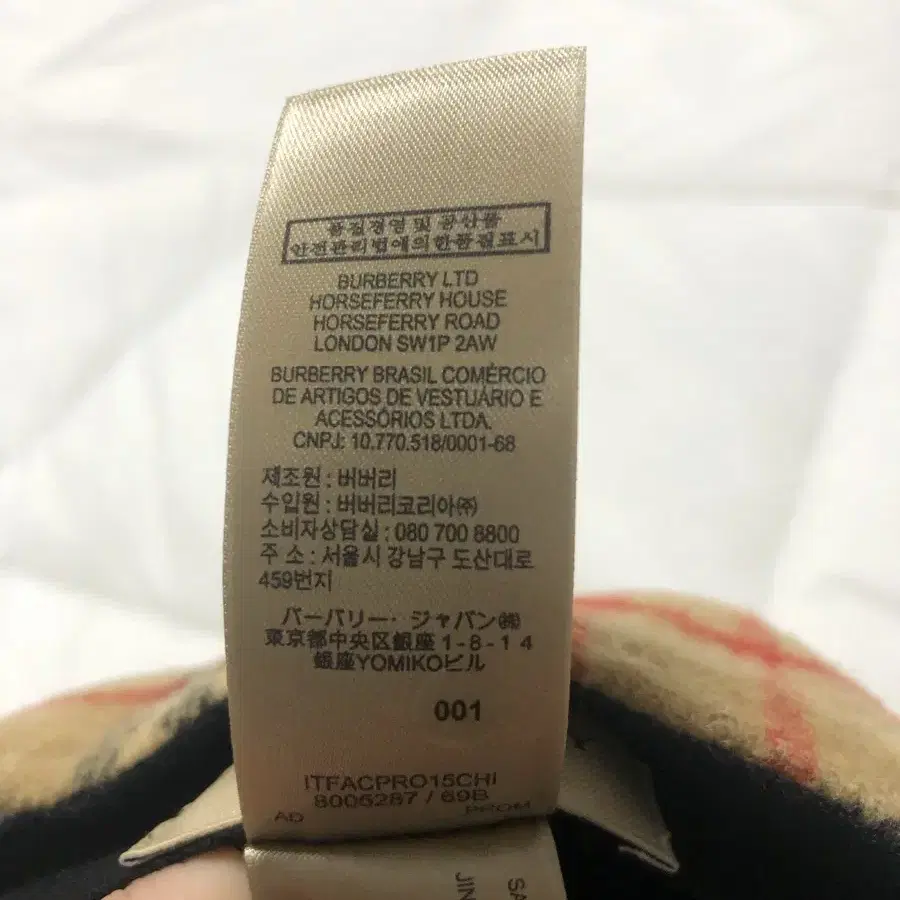 품질경영 및 공산품
안전관리법에의한품질표시
BURBERRY LTD
HORSEFERRY HOUSE
HORSEFERRY ROAD
LONDON SW1P 2AW
BURBERRY BRASIL COMÉRCIO
DE ARTIGOS DE VESTUÁRIO E
ACESSÓRIOS LTDA.
CNPJ: 10.770.518/0001-68
제조원 : 버버리
수입원 : 버버리코리아㈜
소비자상담실 : 080 700 8800
주 소 : 서울시 강남구 도산대로
459번지
バーバリー・ジャパン㈱
東京都中央区銀座1-8-14
銀座YOMIKOビル
001
ITFACPRO15CHI
8005287 / 69B
AD PROM